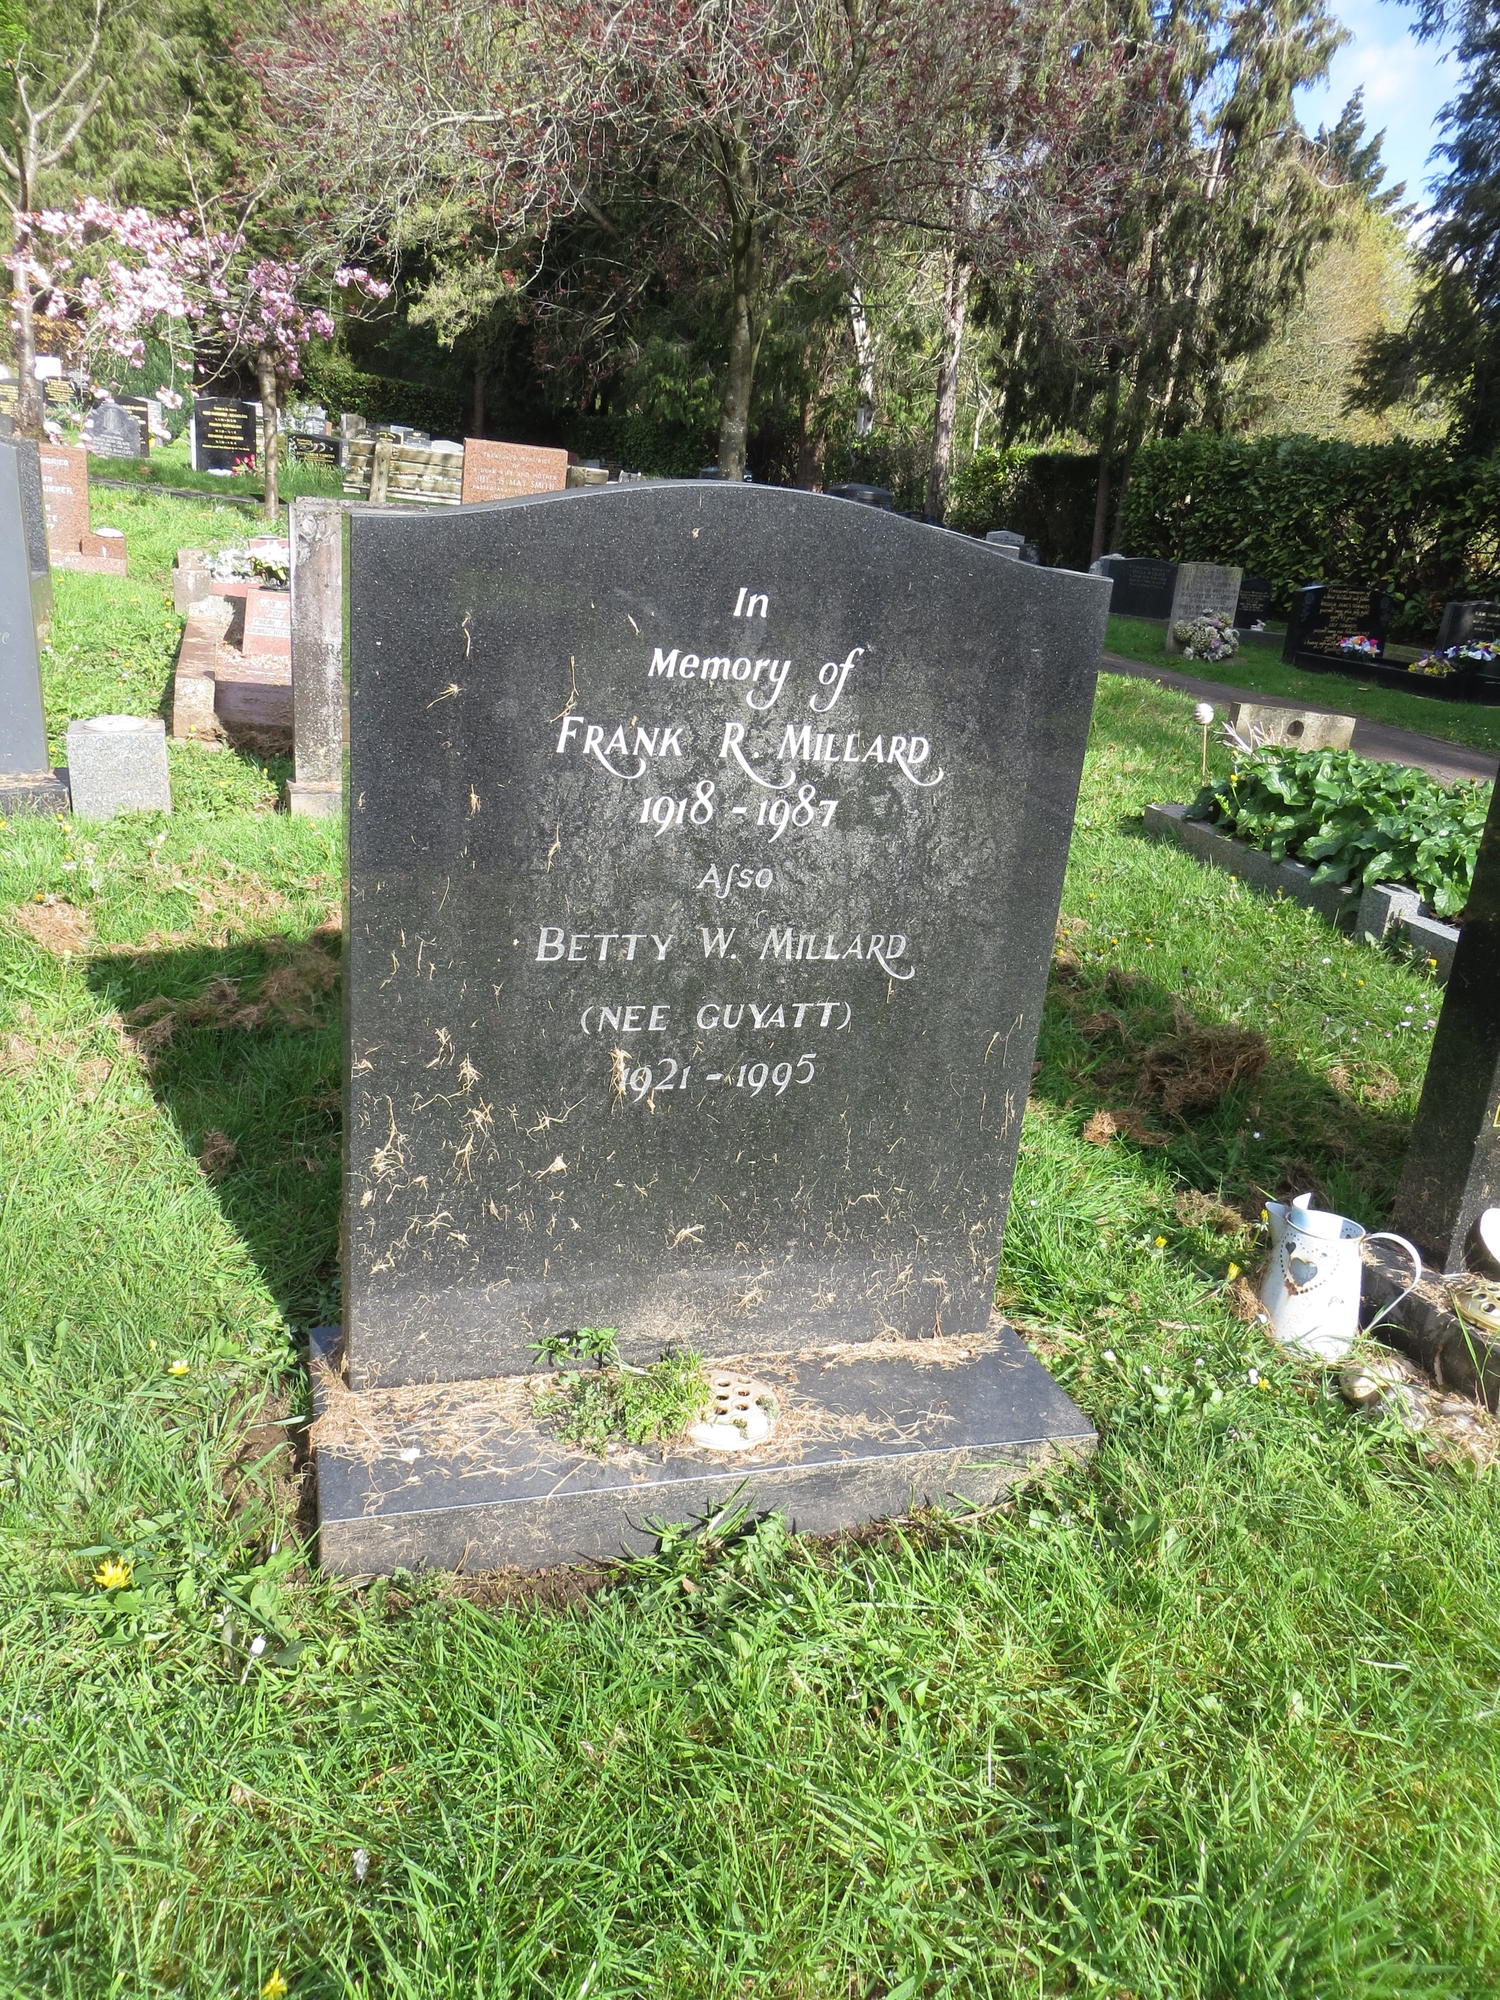 In
Memory of
FRANK R. MILLARD
1918 - 1987
Also
BETTY W. MILLARD
(NEE GUYATT)
1921 - 1995